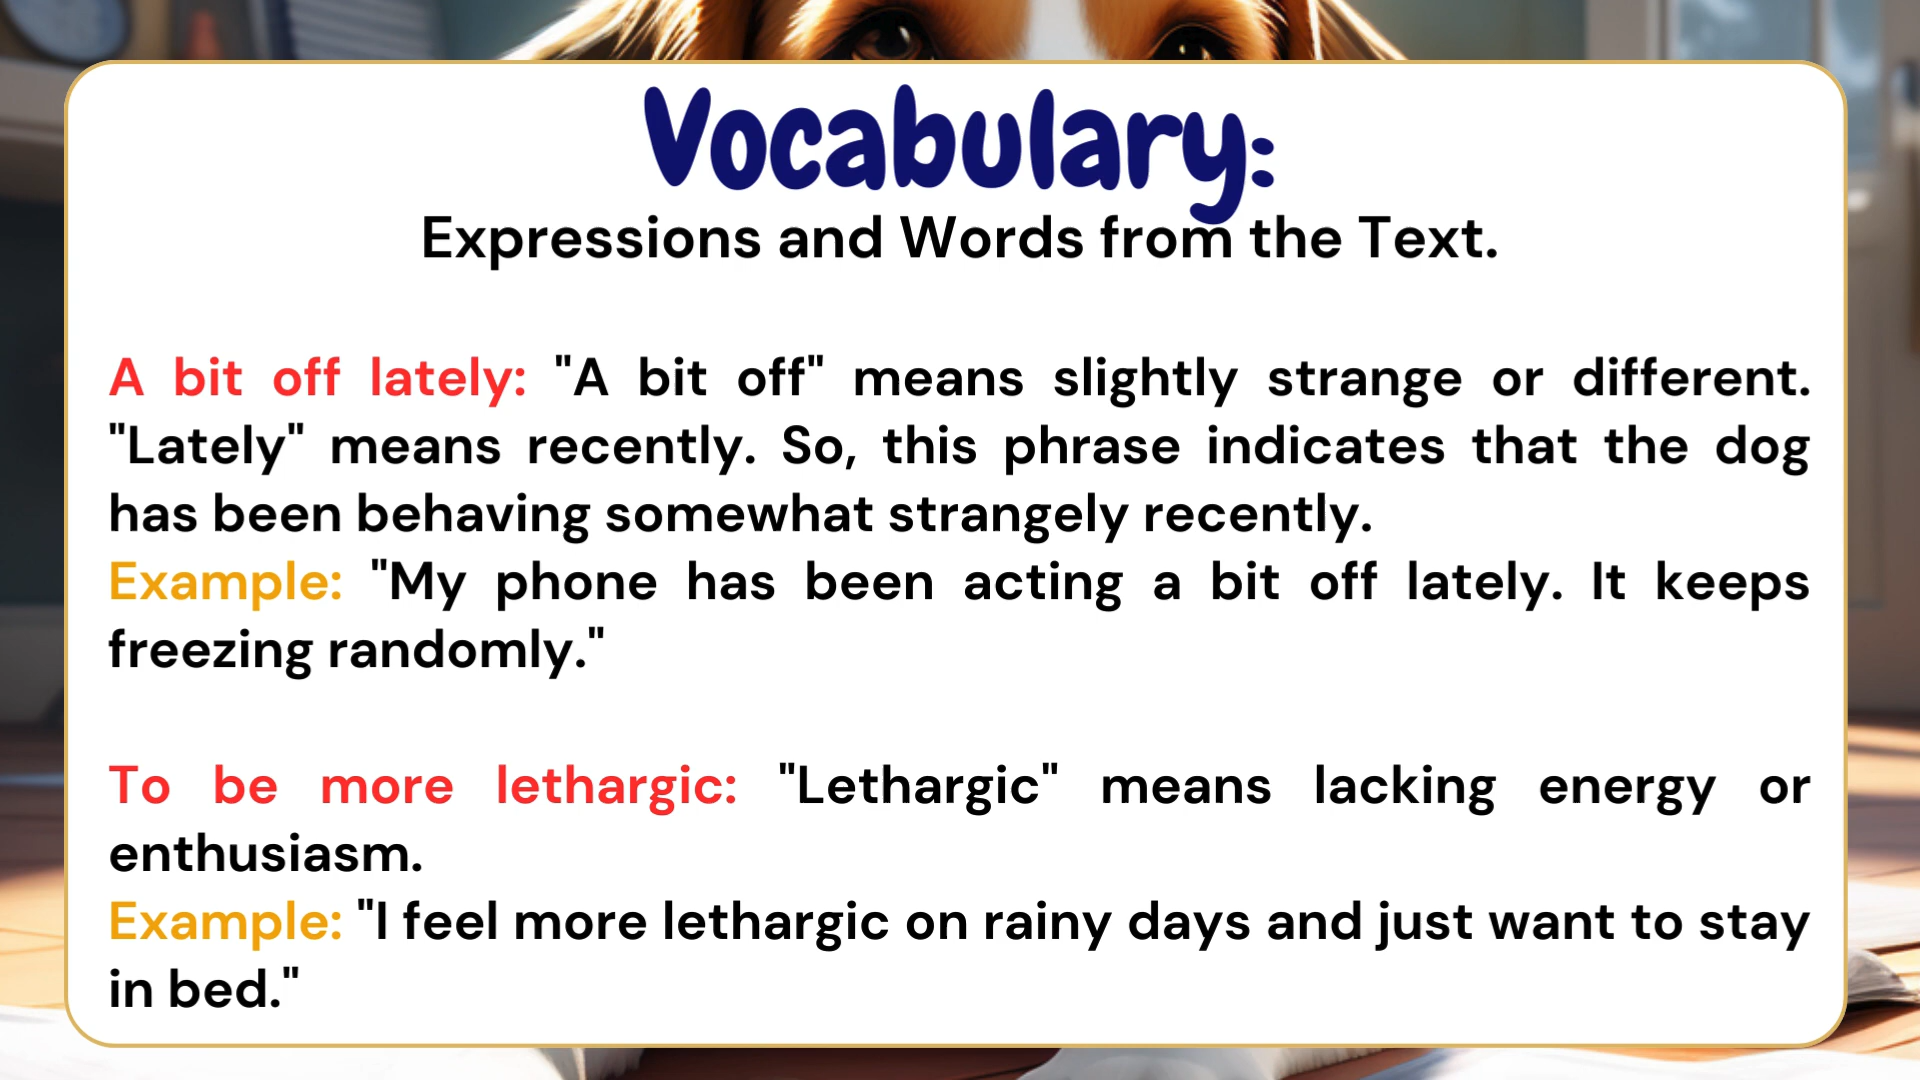 Vocabulary:
Expressions and Words from the Text.
A bit off lately: "A bit off" means slightly strange or different.
"Lately" means recently. So, this phrase indicates that the dog
has been behaving somewhat strangely recently.
Example: "My phone has been acting a bit off lately. It keeps
freezing randomly."
To be more lethargic: "Lethargic" means lacking energy or
enthusiasm.
Example: "I feel more lethargic on rainy days and just want to stay
in bed."